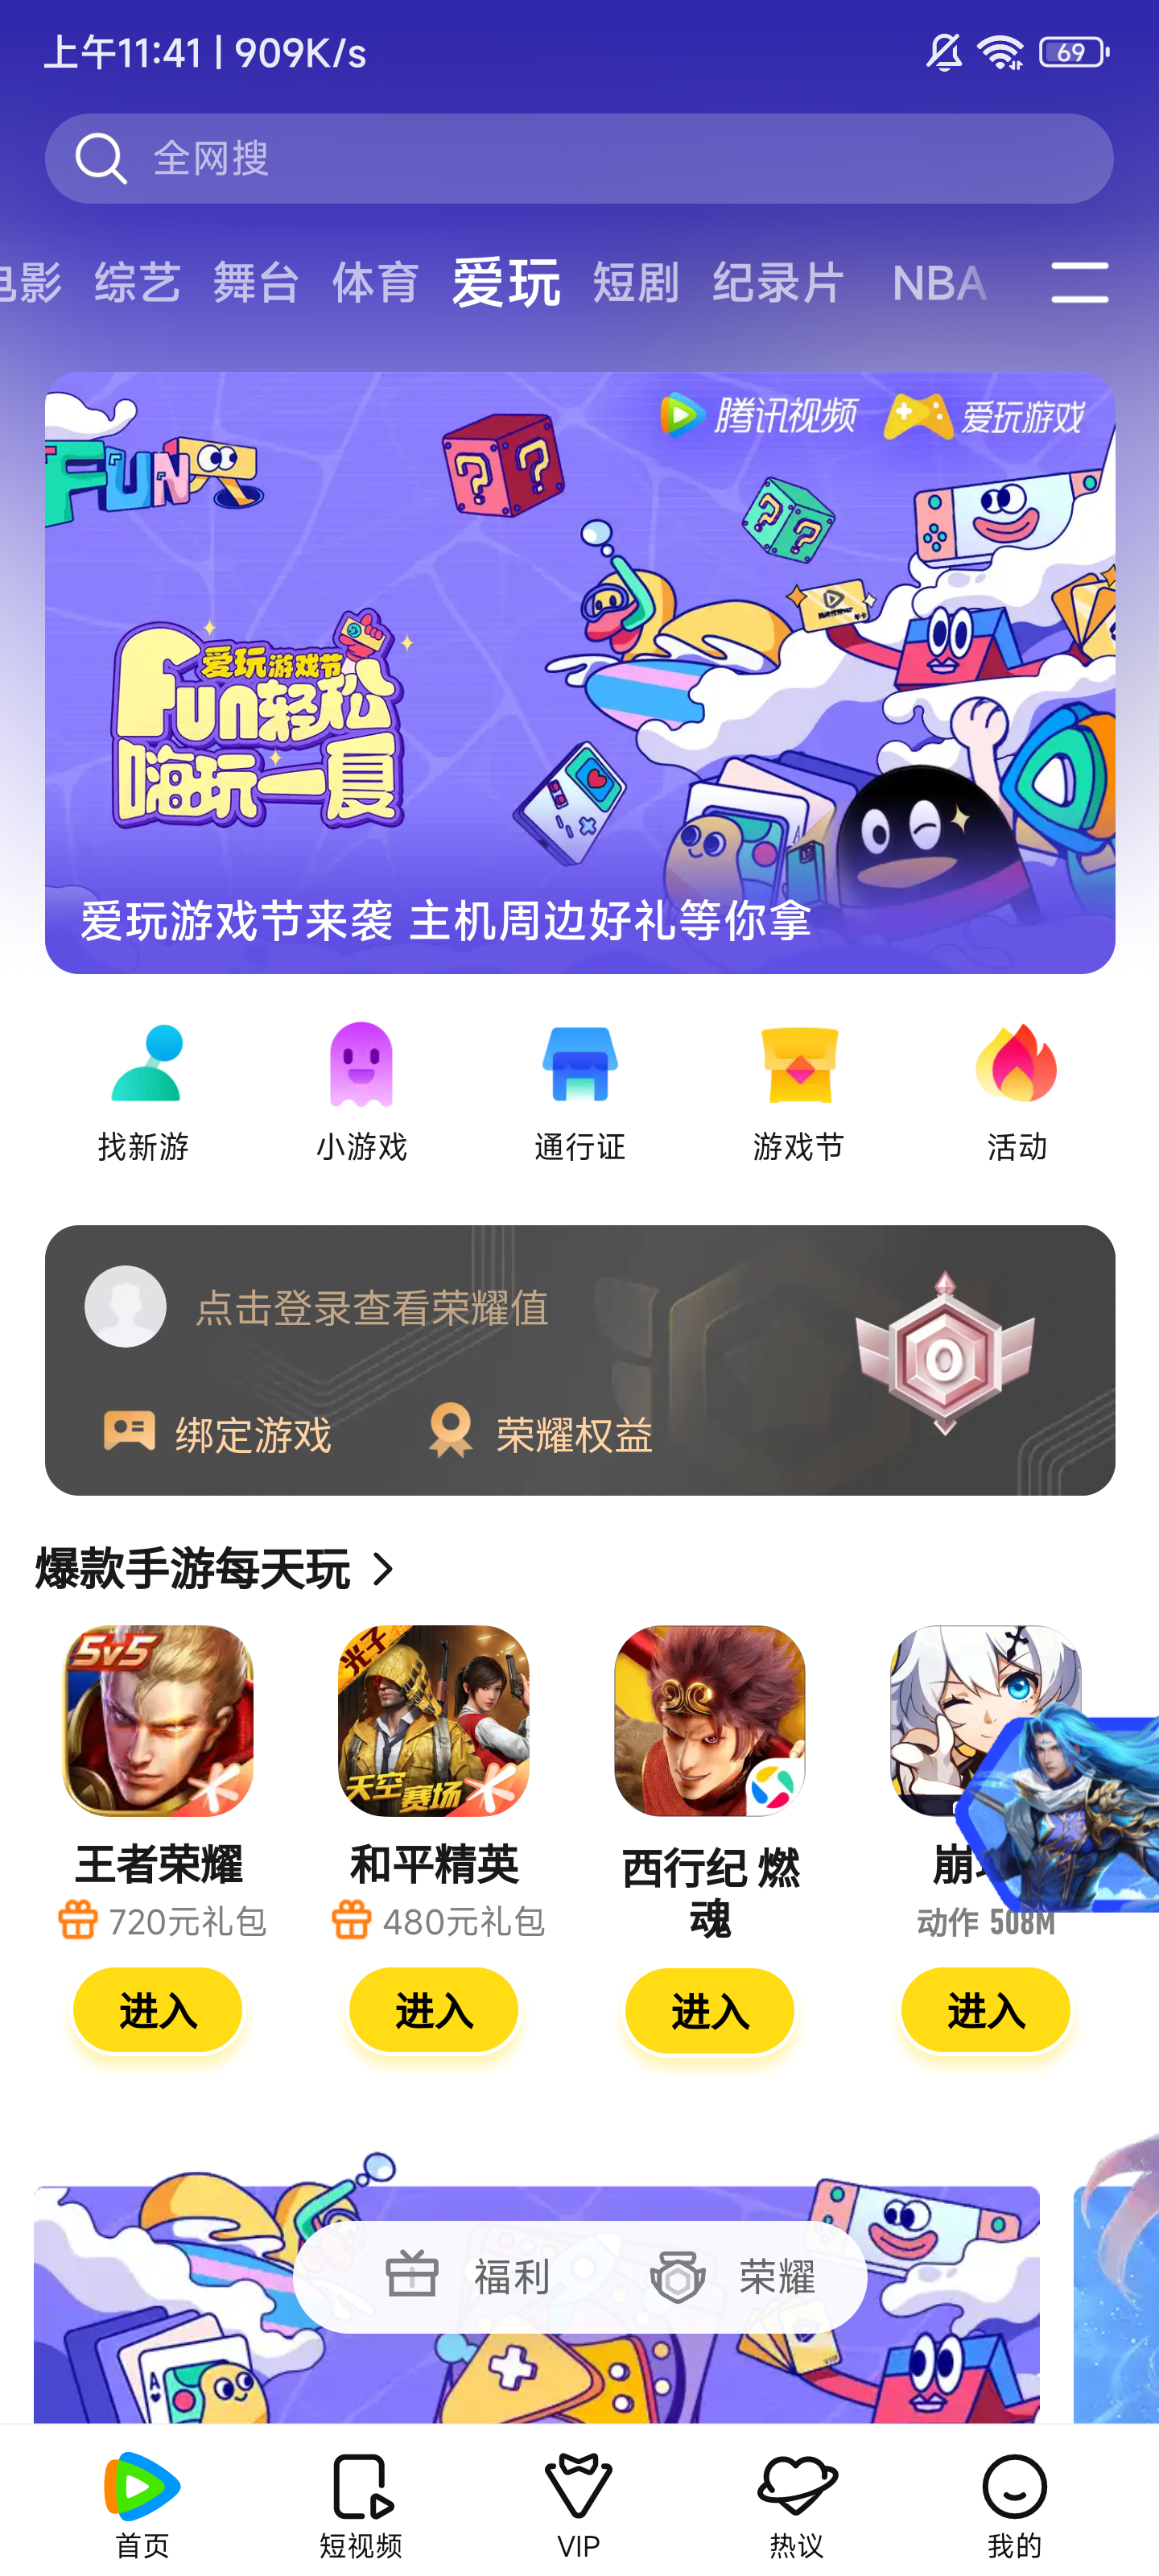 上午11:41 | 909K/s
69
全网搜
电影 综艺 舞台 体育 爱玩 短剧 纪录片 NBA
腾讯视频 爱玩游戏
FUN
爱玩游戏节
Fun轻松
嗨玩一夏
爱玩游戏节来袭 主机周边好礼等你拿
找新游 小游戏 通行证 游戏节 活动
点击登录查看荣耀值
0
绑定游戏 荣耀权益
爆款手游每天玩
5v5
光子
天空赛场
王者荣耀 和平精英 西行纪 燃
魂
崩
720元礼包 480元礼包 动作 508M
进入 进入 进入 进入
福利 荣耀
A
首页 短视频 VIP 热议 我的